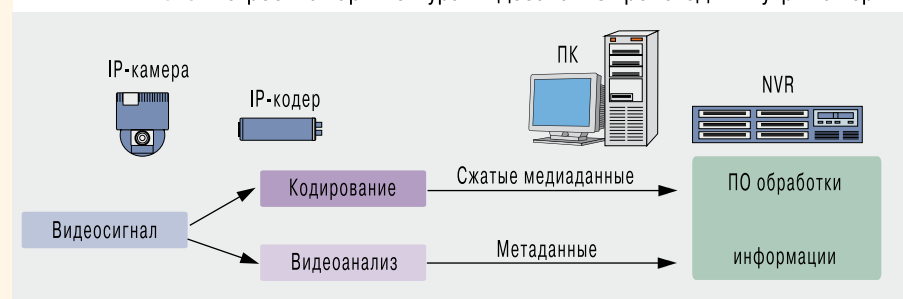 IP-камера
IP-кодер
ПК
NVR
Кодирование
Сжатые медиаданные
ПО обработки
информации
Видеосигнал
Видеоанализ
Метаданные